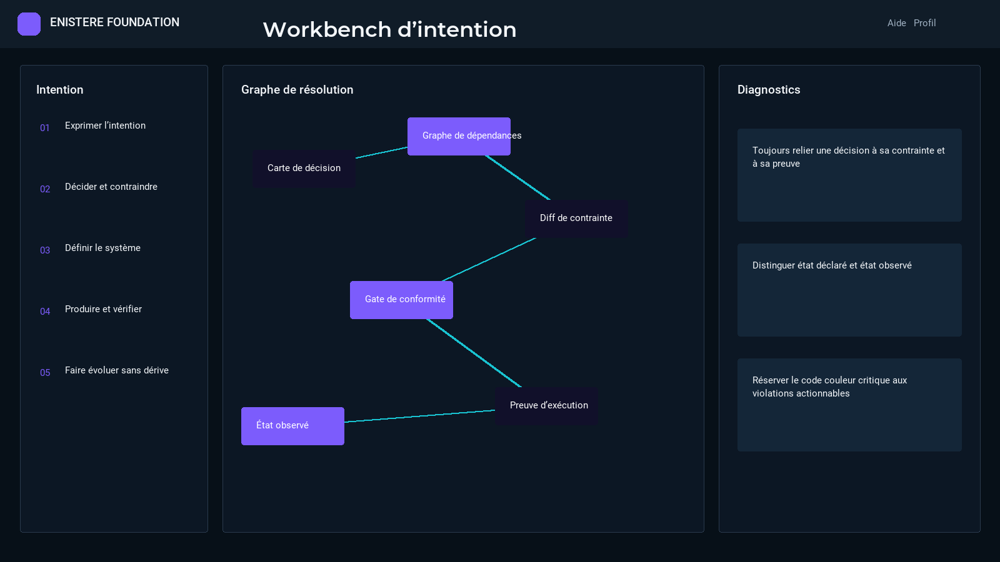 ENISTERE FOUNDATION
Workbench d’intention
Aide Profil
Intention
01 Exprimer l’intention
02 Décider et contraindre
03 Définir le système
04 Produire et vérifier
05 Faire évoluer sans dérive
Graphe de résolution
Graphe de dépendances
Carte de décision
Diff de contrainte
Gate de conformité
Preuve d’exécution
État observé
Diagnostics
Toujours relier une décision à sa contrainte et
à sa preuve
Distinguer état déclaré et état observé
Réserver le code couleur critique aux
violations actionnables